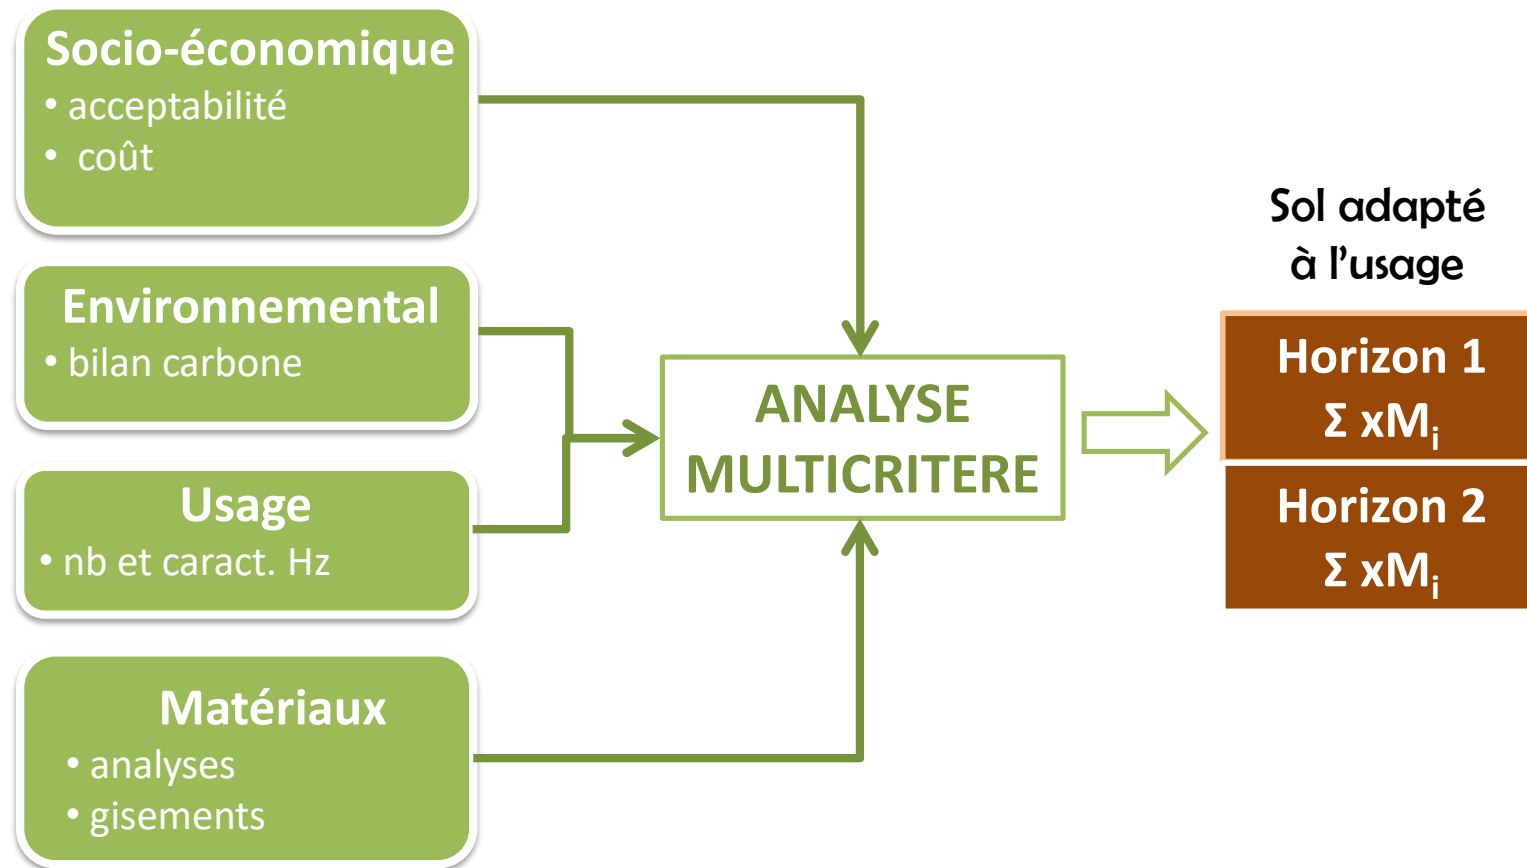 Socio-économique
• acceptabilité
• coût
Environnemental
• bilan carbone
Usage
• nb et caract. Hz
Matériaux
• analyses
• gisements
ANALYSE
MULTICRITERE
Sol adapté
à l’usage
Horizon 1
Σ xMᵢ
Horizon 2
Σ xMᵢ